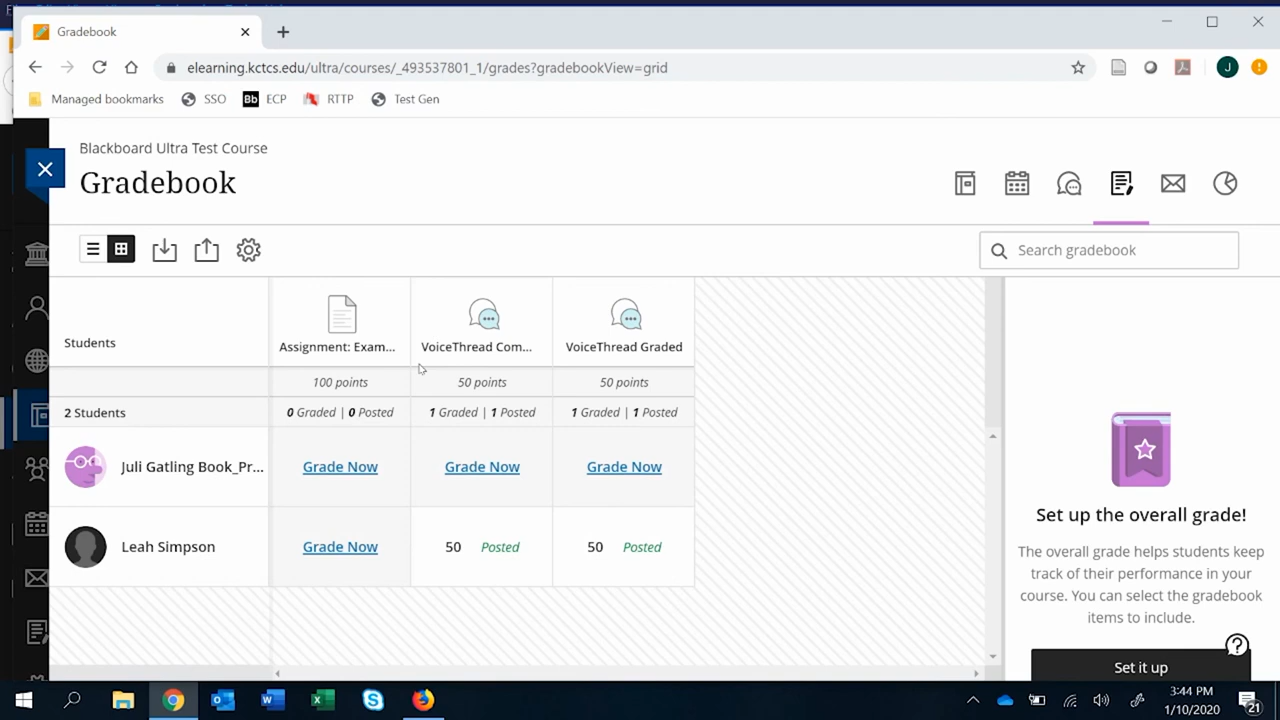 Gradebook
elearning.kctcs.edu/ultra/courses/_493537801_1/grades?gradebookView=grid
J
Managed bookmarks SSO Bb ECP RTTP Test Gen
Blackboard Ultra Test Course
Gradebook
Search gradebook
Students
Assignment: Exam... VoiceThread Com... VoiceThread Graded
100 points 50 points 50 points
2 Students 0 Graded | 0 Posted 1 Graded | 1 Posted 1 Graded | 1 Posted
Juli Gatling Book_Pr... Grade Now Grade Now Grade Now
Leah Simpson Grade Now 50 Posted 50 Posted
Set up the overall grade!
The overall grade helps students keep
track of their performance in your
course. You can select the gradebook
items to include.
Set it up
3:44 PM
1/10/2020
21